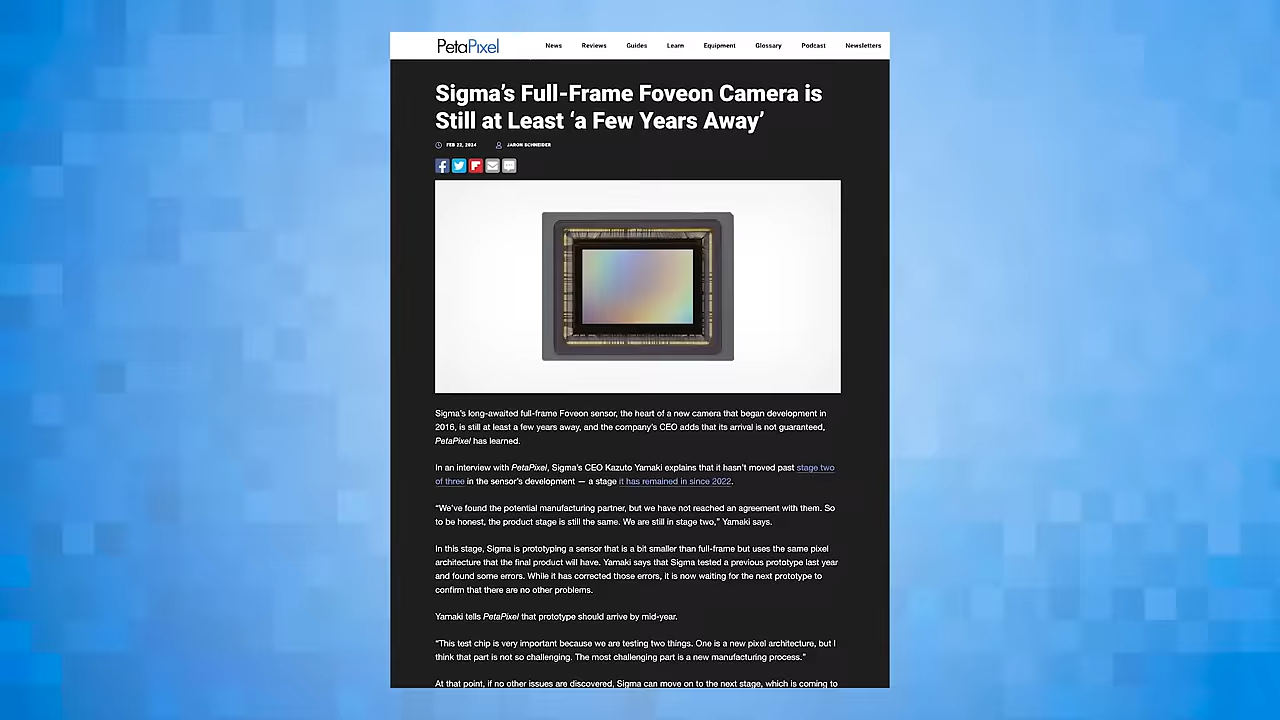 PetaPixel News Reviews Guides Learn Equipment Glossary Podcast Newsletters
Sigma's Full-Frame Foveon Camera is
Still at Least ‘a Few Years Away’
FEB 22, 2024 JARON SCHNEIDER
Sigma's long-awaited full-frame Foveon sensor, the heart of a new camera that began development in
2016, is still at least a few years away, and the company's CEO adds that its arrival is not guaranteed,
PetaPixel has learned.
In an interview with PetaPixel, Sigma's CEO Kazuto Yamaki explains that it hasn't moved past stage two
of three in the sensor's development — a stage it has remained in since 2022.
“We've found the potential manufacturing partner, but we have not reached an agreement with them. So
to be honest, the product stage is still the same. We are still in stage two,” Yamaki says.
In this stage, Sigma is prototyping a sensor that is a bit smaller than full-frame but uses the same pixel
architecture that the final product will have. Yamaki says that Sigma tested a previous prototype last year
and found some errors. While it has corrected those errors, it is now waiting for the next prototype to
confirm that there are no other problems.
Yamaki tells PetaPixel that prototype should arrive by mid-year.
“This test chip is very important because we are testing two things. One is a new pixel architecture, but I
think that part is not so challenging. The most challenging part is a new manufacturing process.”
At that point, if no other issues are discovered, Sigma can move on to the next stage, which is coming to